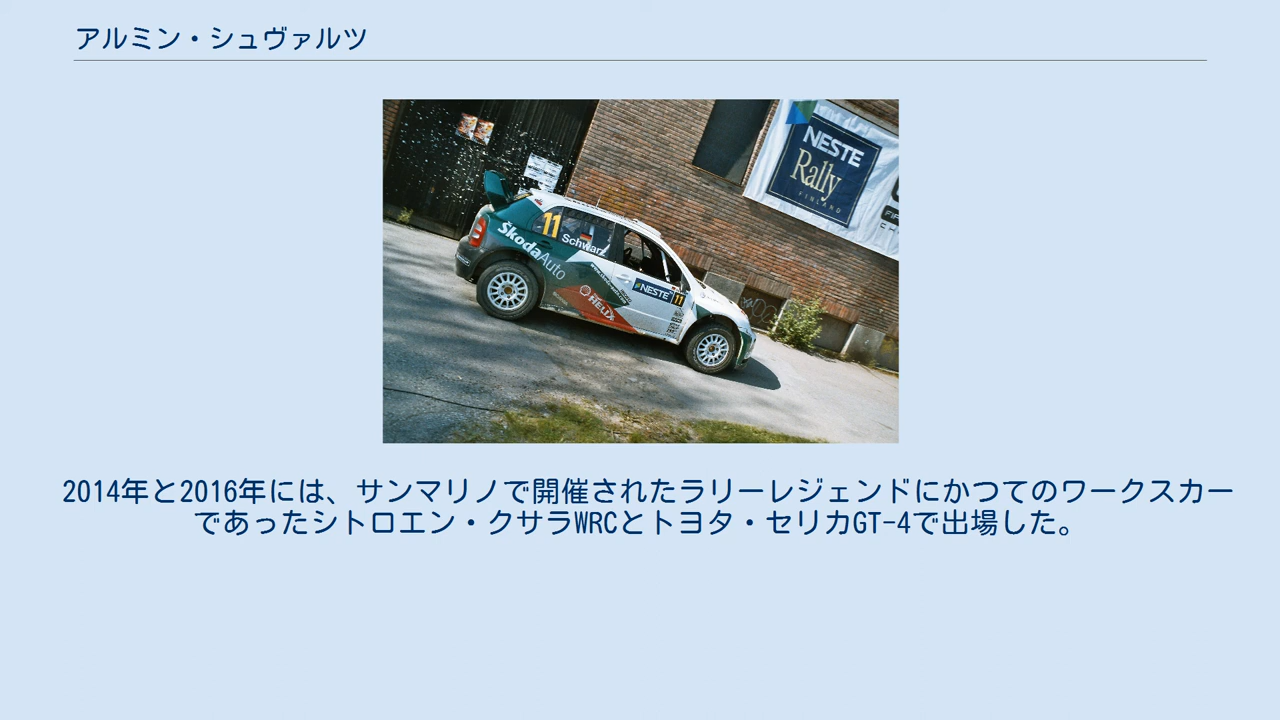 アルミン・シュヴァルツ
NESTE
Rally
FINLAND
11
Schwarz
ŠkodaAuto
NESTE 11
HELIX
2014年と2016年には、サンマリノで開催されたラリーレジェンドにかつてのワークスカー
であったシトロエン・クサラWRCとトヨタ・セリカGT-4で出場した。